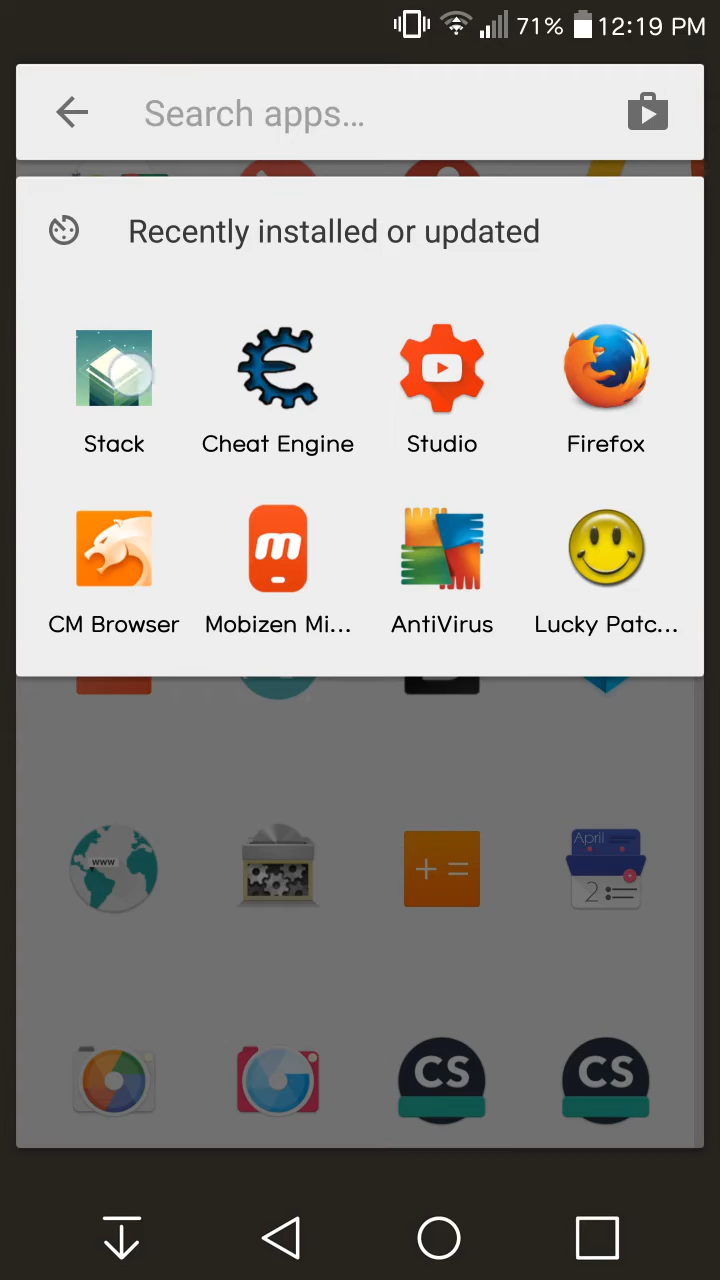 71% 12:19 PM
Search apps...
Recently installed or updated
Stack Cheat Engine Studio Firefox
m
CM Browser Mobizen Mi... AntiVirus Lucky Patc...
www
April
+ =
2
CS CS